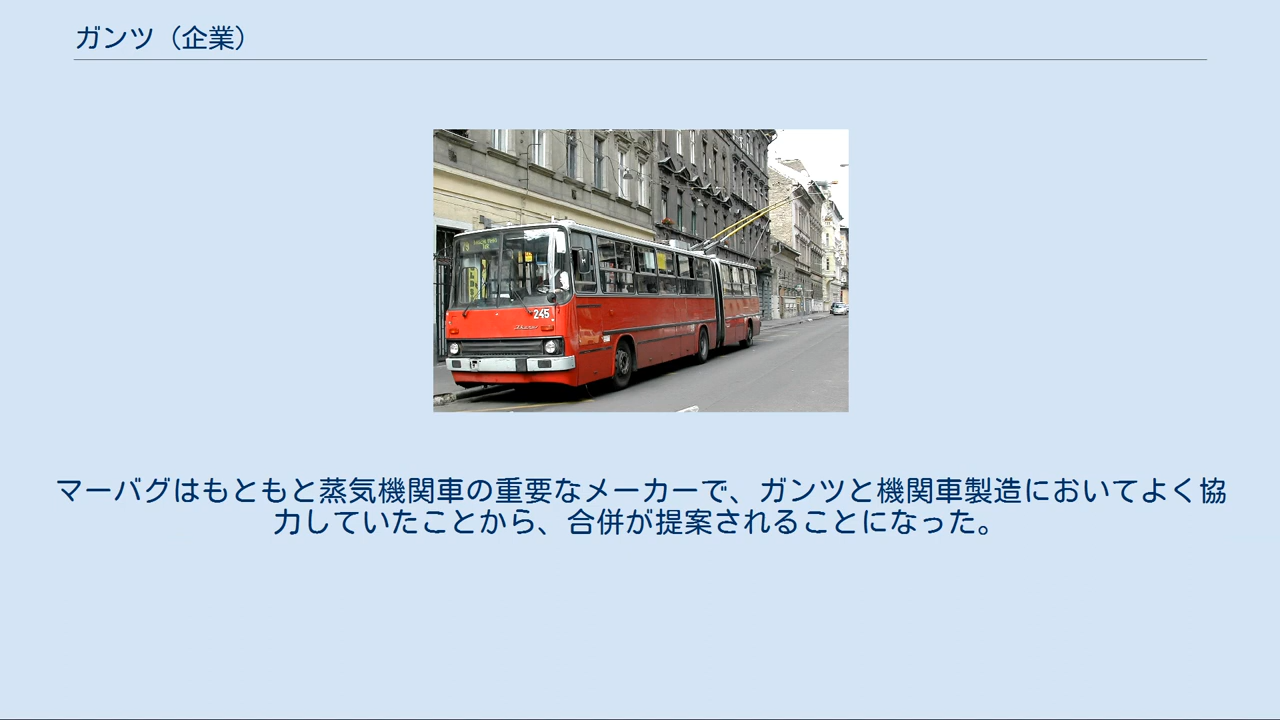 ガンツ（企業）
245
マーバグはもともと蒸気機関車の重要なメーカーで、ガンツと機関車製造においてよく協
力していたことから、合併が提案されることになった。